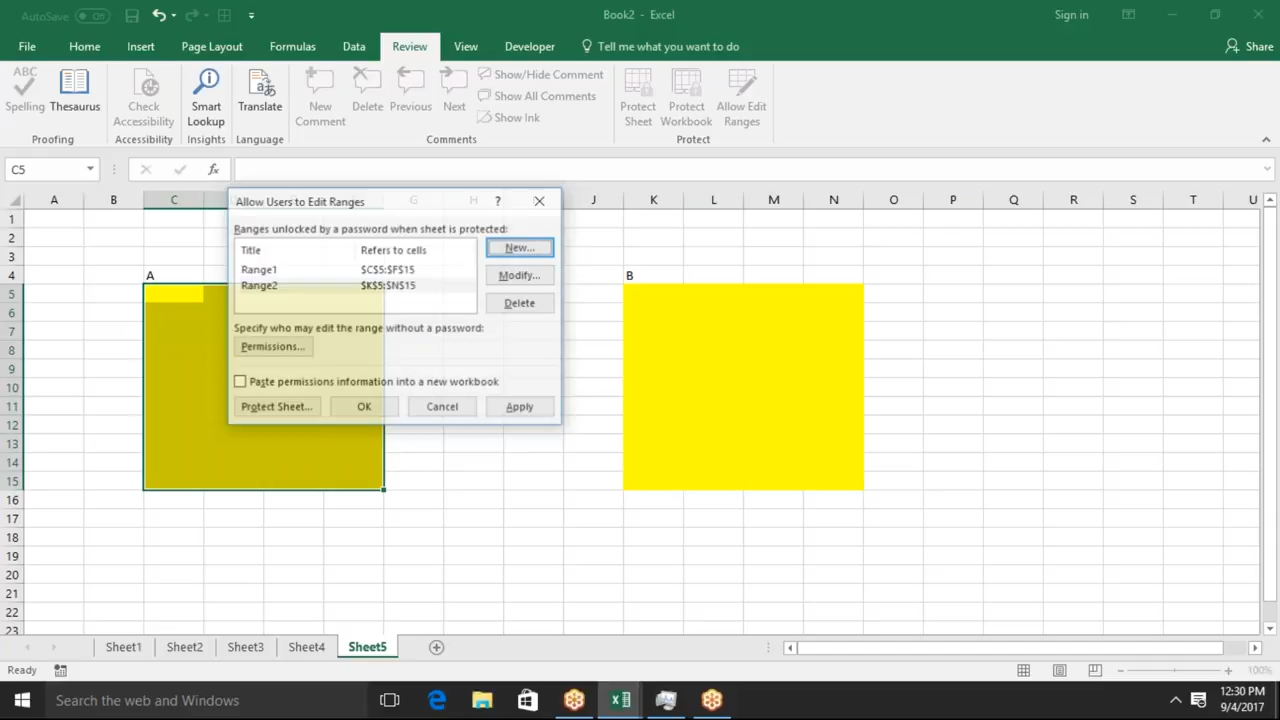 AutoSave Off
Book2 - Excel
Sign in
File Home Insert Page Layout Formulas Data Review View Developer Tell me what you want to do Share
ABC
Spelling Thesaurus
Proofing
Check Accessibility
Accessibility
Smart Lookup
Insights
Translate
Language
New Comment
Delete
Previous
Next
Show/Hide Comment
Show All Comments
Show Ink
Comments
Protect Sheet
Protect Workbook
Allow Edit Ranges
Protect
C5
fx
A B C G H J K L M N O P Q R S T U
1
2
3
4 A B
5
6
7
8
9
10
11
12
13
14
15
16
17
18
19
20
21
22
23
Allow Users to Edit Ranges ?
Ranges unlocked by a password when sheet is protected:
Title Refers to cells
Range1 $C$5:$F$15
Range2 $K$5:$N$15
New...
Modify...
Delete
Specify who may edit the range without a password:
Permissions...
Paste permissions information into a new workbook
Protect Sheet... OK Cancel Apply
Sheet1 Sheet2 Sheet3 Sheet4 Sheet5
Ready
100%
Search the web and Windows
12:30 PM
9/4/2017